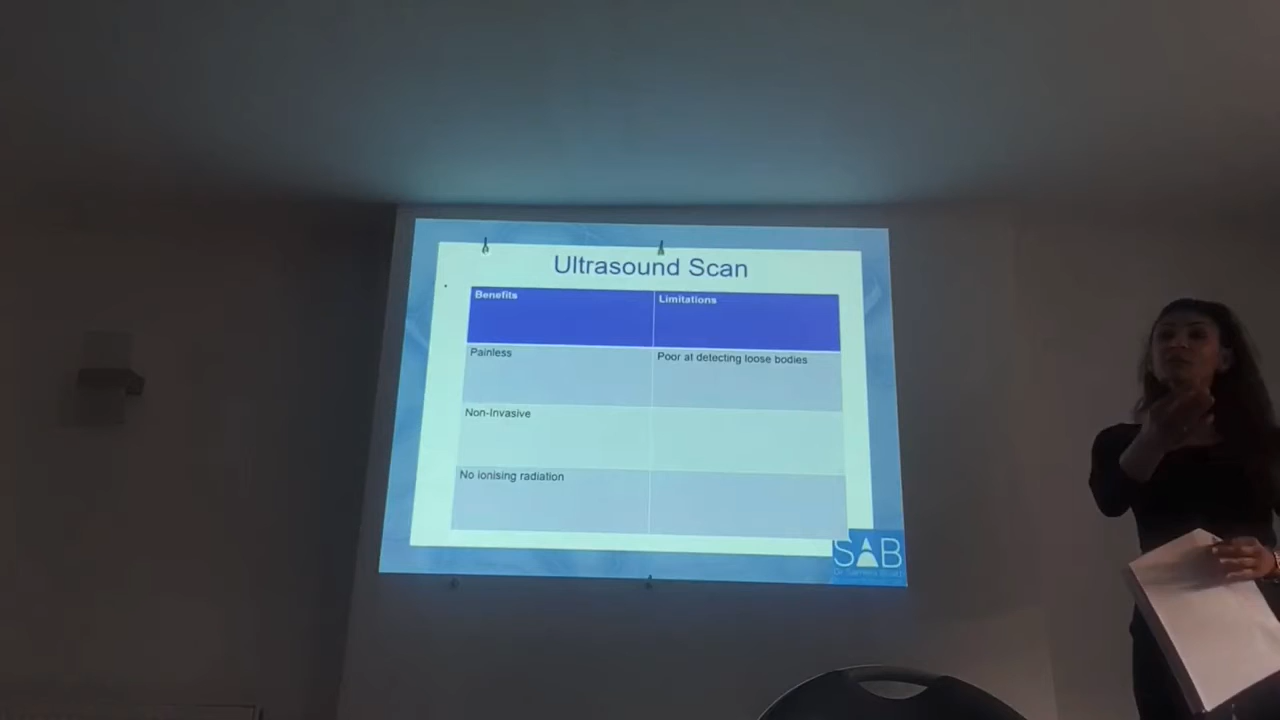 Ultrasound Scan
Benefits
Limitations
Painless
Poor at detecting loose bodies
Non-Invasive
No ionising radiation
SAB